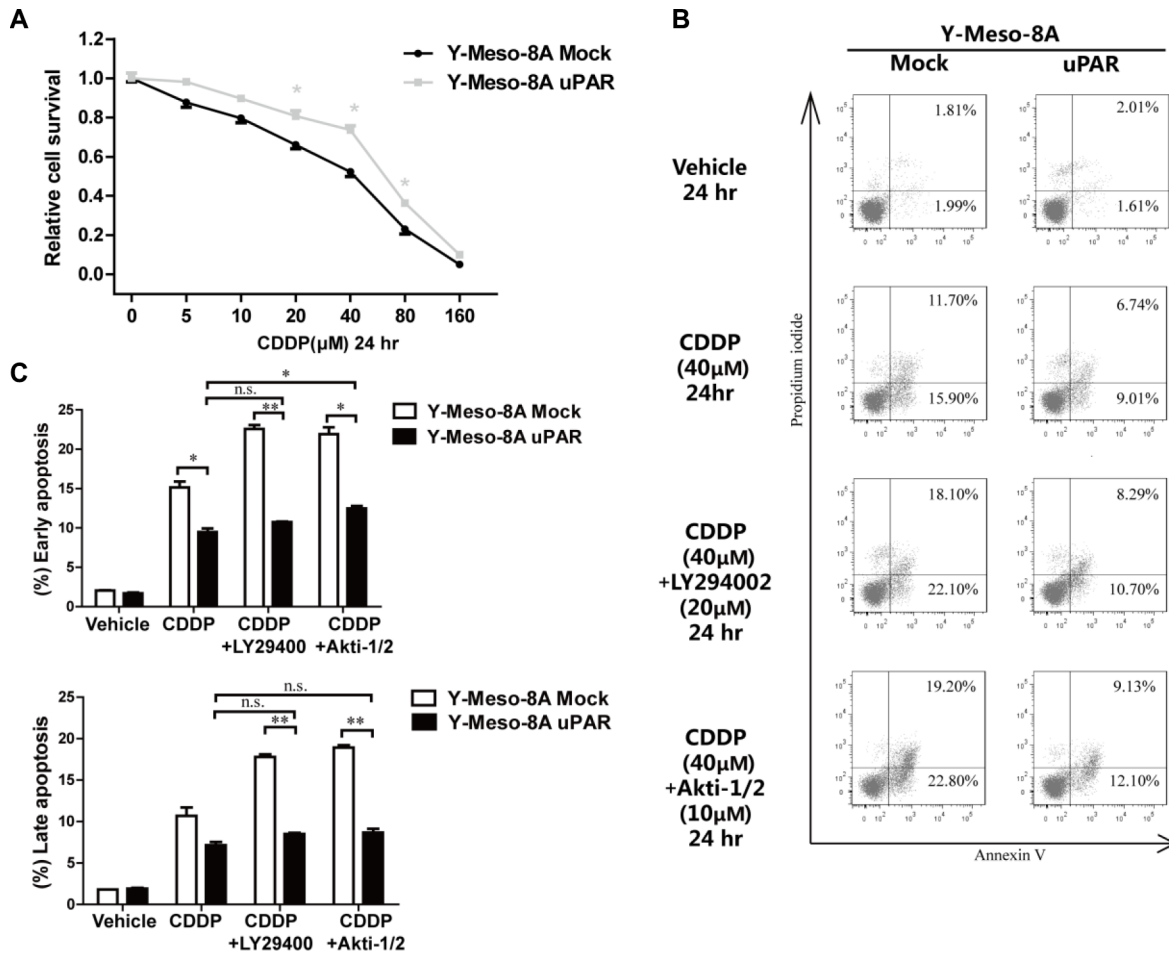 A
1.2
1.0
0.8
0.6
0.4
0.2
0.0
Relative cell survival
Y-Meso-8A Mock
Y-Meso-8A uPAR
*
*
*
0 5 10 20 40 80 160
CDDP(μM) 24 hr
B
Y-Meso-8A
Mock uPAR
Propidium iodide
Vehicle
24 hr
1.81%
1.99%
2.01%
1.61%
CDDP
(40μM)
24hr
11.70%
15.90%
6.74%
9.01%
CDDP
(40μM)
+LY294002
(20μM)
24 hr
18.10%
22.10%
8.29%
10.70%
CDDP
(40μM)
+Akti-1/2
(10μM)
24 hr
19.20%
22.80%
9.13%
12.10%
Annexin V
C
*
n.s.
* ** *
25
20
15
10
5
0
(%) Early apoptosis
Y-Meso-8A Mock
Y-Meso-8A uPAR
Vehicle CDDP CDDP CDDP
+LY29400 +Akti-1/2
n.s.
n.s.
** **
25
20
15
10
5
0
(%) Late apoptosis
Y-Meso-8A Mock
Y-Meso-8A uPAR
Vehicle CDDP CDDP CDDP
+LY29400 +Akti-1/2